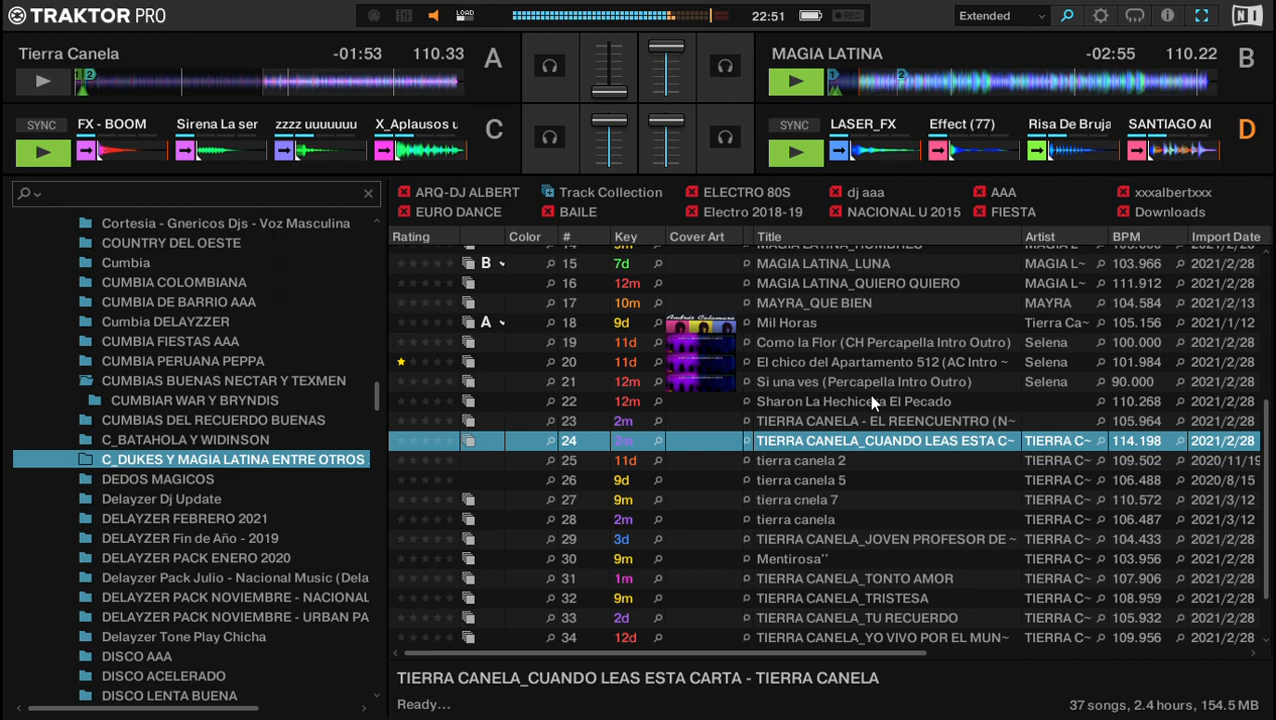 TRAKTOR PRO
LOAD
22:51
REC
Extended
Tierra Canela -01:53 110.33 A
MAGIA LATINA -02:55 110.22 B
1 2
1 2
SYNC FX - BOOM Sirena La ser zzzz uuuuuuu X_Aplausos u C
SYNC LASER_FX Effect (77) Risa De Bruja SANTIAGO Al D
ARQ-DJ ALBERT Track Collection ELECTRO 80S dj aaa AAA xxxalbertxxx
EURO DANCE BAILE Electro 2018-19 NACIONAL U 2015 FIESTA Downloads
Cortesia - Gnericos Djs - Voz Masculina
COUNTRY DEL OESTE
Cumbia
CUMBIA COLOMBIANA
CUMBIA DE BARRIO AAA
Cumbia DELAYZZER
CUMBIA FIESTAS AAA
CUMBIA PERUANA PEPPA
CUMBIAS BUENAS NECTAR Y TEXMEN
CUMBIAR WAR Y BRYNDIS
CUMBIAS DEL RECUERDO BUENAS
C_BATAHOLA Y WIDINSON
C_DUKES Y MAGIA LATINA ENTRE OTROS
DEDOS MAGICOS
Delayzer Dj Update
DELAYZER FEBRERO 2021
DELAYZER Fin de Año - 2019
DELAYZER PACK ENERO 2020
Delayzer Pack Julio - Nacional Music (Dela
DELAYZER PACK NOVIEMBRE - NACIONAL
DELAYZER PACK NOVIEMBRE - URBAN PA
Delayzer Tone Play Chicha
DISCO AAA
DISCO ACELERADO
DISCO LENTA BUENA
Rating Color # Key Cover Art Title Artist BPM Import Date
B 15 7d MAGIA LATINA_LUNA MAGIA L~ 103.966 2021/2/28
16 12m MAGIA LATINA_QUIERO QUIERO MAGIA L~ 111.912 2021/2/28
17 10m MAYRA_QUE BIEN MAYRA 104.584 2021/2/13
A 18 9d Mil Horas Tierra Ca~ 105.156 2021/1/12
19 11d Como la Flor (CH Percapella Intro Outro) Selena 100.000 2021/2/28
20 11d El chico del Apartamento 512 (AC Intro ~ Selena 101.984 2021/2/28
21 12m Si una ves (Percapella Intro Outro) Selena 90.000 2021/2/28
22 12m Sharon La Hechicera El Pecado 110.268 2021/2/28
23 2m TIERRA CANELA - EL REENCUENTRO (N~ 105.964 2021/2/28
24 2m TIERRA CANELA_CUANDO LEAS ESTA C~ TIERRA C~ 114.198 2021/2/28
25 11d tierra canela 2 TIERRA C~ 109.502 2020/11/19
26 9d tierra canela 5 TIERRA C~ 106.488 2020/8/15
27 9m tierra cnela 7 TIERRA C~ 110.572 2021/3/12
28 2m tierra canela TIERRA C~ 106.487 2021/3/12
29 3d TIERRA CANELA_JOVEN PROFESOR DE ~ TIERRA C~ 104.433 2021/2/28
30 9m Mentirosa'' TIERRA C~ 103.956 2021/2/28
31 1m TIERRA CANELA_TONTO AMOR TIERRA C~ 107.906 2021/2/28
32 9m TIERRA CANELA_TRISTESA TIERRA C~ 108.959 2021/2/28
33 2d TIERRA CANELA_TU RECUERDO TIERRA C~ 105.932 2021/2/28
34 12d TIERRA CANELA_YO VIVO POR EL MUN~ TIERRA C~ 109.956 2021/2/28
TIERRA CANELA_CUANDO LEAS ESTA CARTA - TIERRA CANELA
Ready...
37 songs, 2.4 hours, 154.5 MB